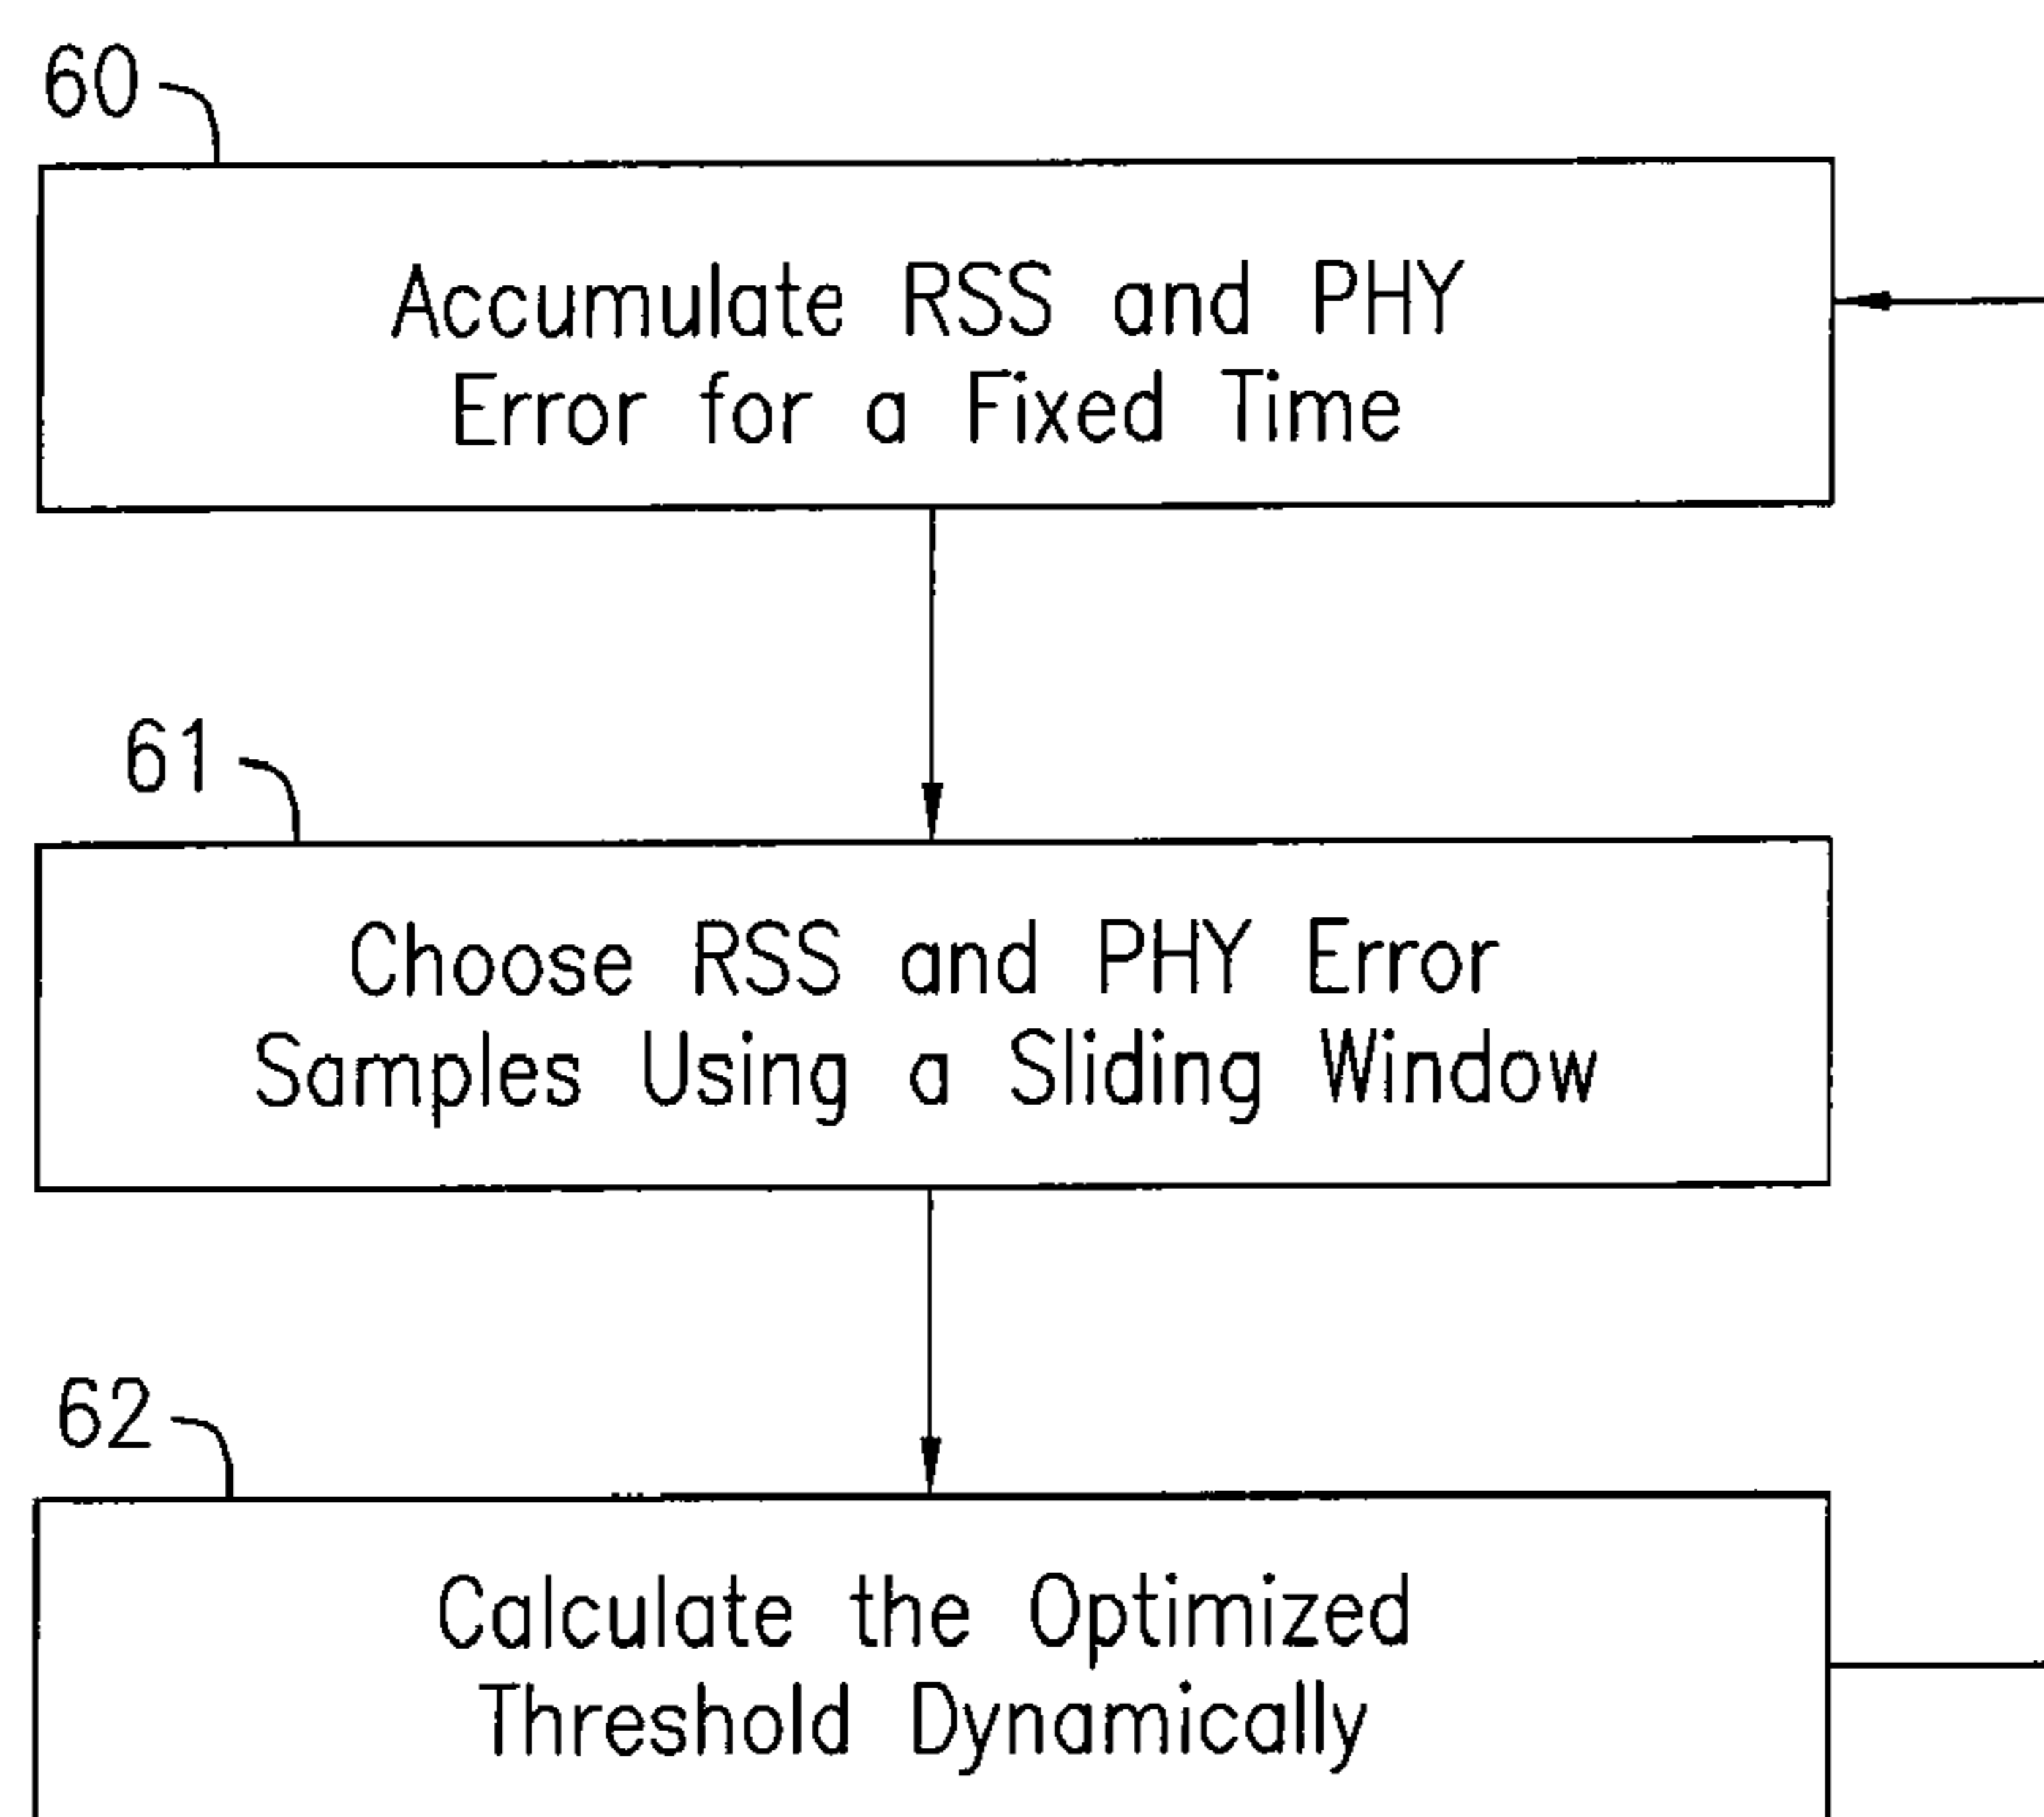 60
Accumulate RSS and PHY
Error for a Fixed Time
61
Choose RSS and PHY Error
Samples Using a Sliding Window
62
Calculate the Optimized
Threshold Dynamically